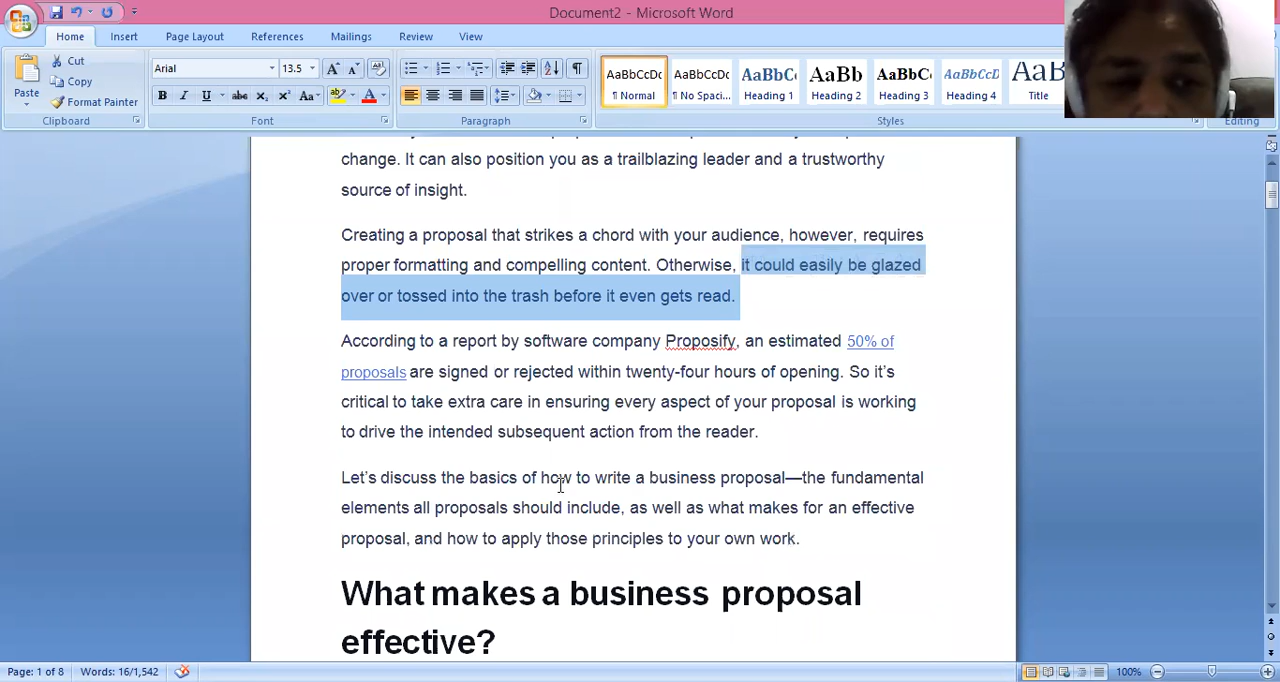 Document2 - Microsoft Word
Home Insert Page Layout References Mailings Review View
Paste
Cut
Copy
Format Painter
Clipboard
Arial 13.5
Font
Paragraph
AaBbCcDc AaBbCcDc AaBbC AaBb AaBbC AaBbCcD AaB
¶ Normal ¶ No Spaci... Heading 1 Heading 2 Heading 3 Heading 4 Title
Styles
Editing
change. It can also position you as a trailblazing leader and a trustworthy
source of insight.
Creating a proposal that strikes a chord with your audience, however, requires
proper formatting and compelling content. Otherwise, it could easily be glazed
over or tossed into the trash before it even gets read.
According to a report by software company Proposify, an estimated 50% of
proposals are signed or rejected within twenty-four hours of opening. So it’s
critical to take extra care in ensuring every aspect of your proposal is working
to drive the intended subsequent action from the reader.
Let’s discuss the basics of how to write a business proposal—the fundamental
elements all proposals should include, as well as what makes for an effective
proposal, and how to apply those principles to your own work.
What makes a business proposal
effective?
Page: 1 of 8 Words: 16/1,542 100%